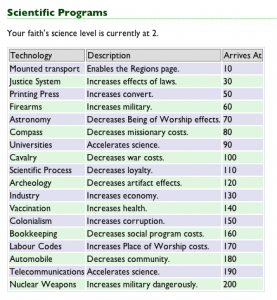 Scientific Programs
Your faith's science level is currently at 2.
Technology Description Arrives At
Mounted transport Enables the Regions page. 10
Justice System Increases effects of laws. 30
Printing Press Increases convert. 50
Firearms Increases military. 60
Astronomy Decreases Being of Worship effects. 70
Compass Decreases missionary costs. 80
Universities Accelerates science. 90
Cavalry Decreases war costs. 100
Scientific Process Decreases loyalty. 110
Archeology Decreases artifact effects. 120
Industry Increases economy. 130
Vaccination Increases health. 140
Colonialism Increases corruption. 150
Bookkeeping Decreases social program costs. 160
Labour Codes Increases Place of Worship costs. 170
Automobile Decreases community. 180
Telecommunications Accelerates science. 190
Nuclear Weapons Increases military dangerously. 200